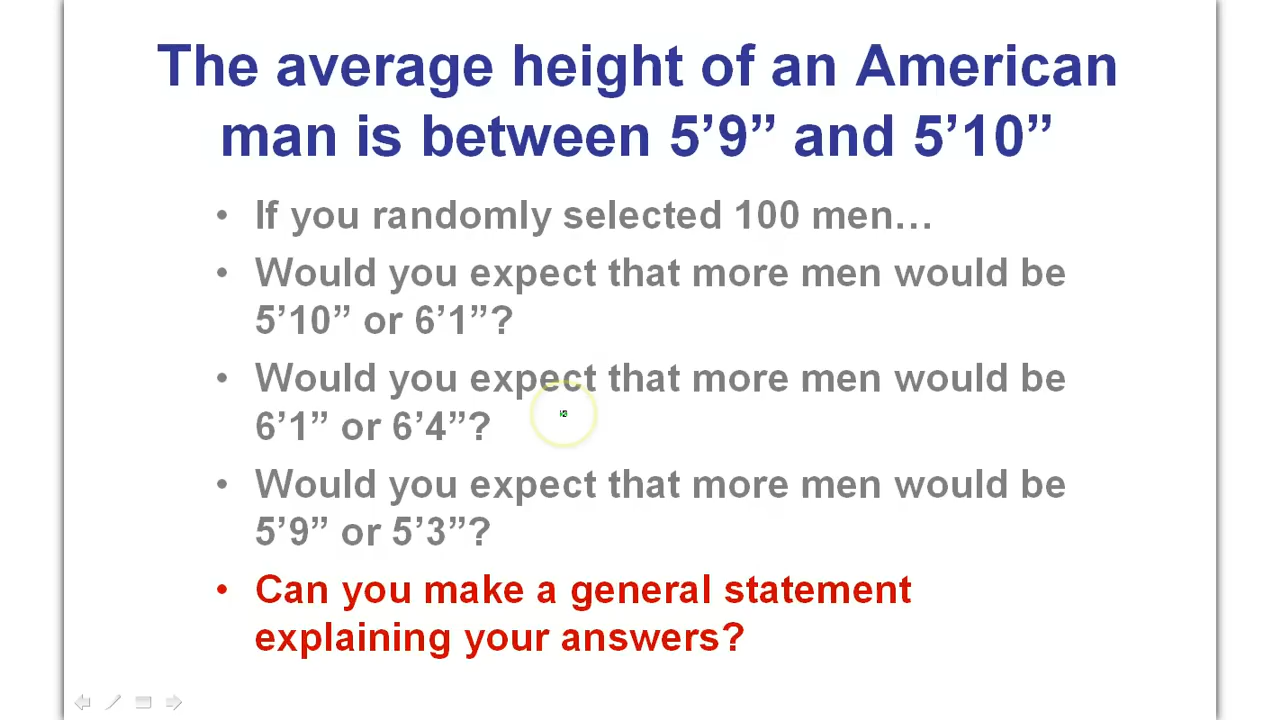 The average height of an American
man is between 5’9” and 5’10”
• If you randomly selected 100 men…
• Would you expect that more men would be
5’10” or 6’1”?
• Would you expect that more men would be
6’1” or 6’4”?
• Would you expect that more men would be
5’9” or 5’3”?
• Can you make a general statement
explaining your answers?